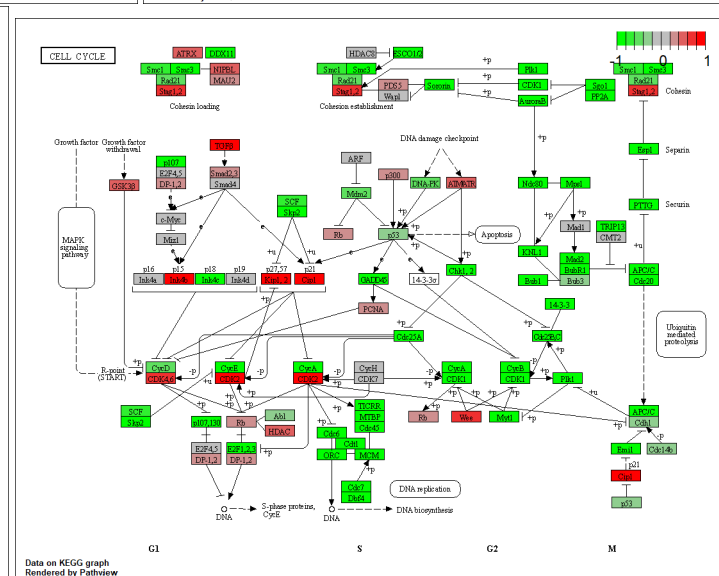 CELL CYCLE
ATRX
DDX11
Smc1
Smc3
Rad21
Stag1,2
NIPBL
MAU2
Cohesin loading
HDAC8
ESCO1/2
Smc1
Smc3
Rad21
Stag1,2
PDS5
Wapl
Sororin
Cohesion establishment
+p
Plk1
CDK1
AuroraB
+p
+p
Sgo1
PP2A
-1
0
1
Smc1
Smc3
Rad21
Stag1,2
Cohesin
Growth factor
Growth factor
withdrawal
TGFB
GSK3B
p107
E2F4,5
DP-1,2
Smad2,3
Smad4
c-Myc
Miz1
SCF
Skp2
ARF
Mdm2
Rb
p300
DNA damage checkpoint
DNA-PK
ATM/ATR
p53
Apoptosis
+p
Ndc80
Mps1
Mad1
KNL1
Mad2
BubR1
Bub1
Bub3
TRIP13
CMT2
Esp1
Separin
PTTG
Securin
APC/C
Cdc20
MAPK
signaling
pathway
p16
p15
p18
p19
Ink4a
Ink4b
Ink4c
Ink4d
p27,57
p21
Kip1,2
Cip1
GADD45
14-3-3σ
Chk1, 2
PCNA
14-3-3
Cdc25A
Cdc25B,C
Ubiquitin
mediated
proteolysis
R-point
(START)
CycD
CDK4,6
CycE
CDK2
CycA
CDK2
CycH
CDK7
CycA
CDK1
CycB
CDK1
Plk1
SCF
Skp2
p107,130
Rb
Abl
HDAC
E2F4,5
DP-1,2
E2F1,2,3
DP-1,2
TICRR
MTBP
Cdc45
Cdc6
Cdt1
ORC
MCM
Cdc7
Dbf4
Rb
Wee
Myt1
APC/C
Cdh1
Emi1
Cdc14b
p21
Cip1
p53
DNA replication
DNA
S-phase proteins,
CycE
DNA
DNA biosynthesis
G1
S
G2
M
Data on KEGG graph
Rendered by Pathview